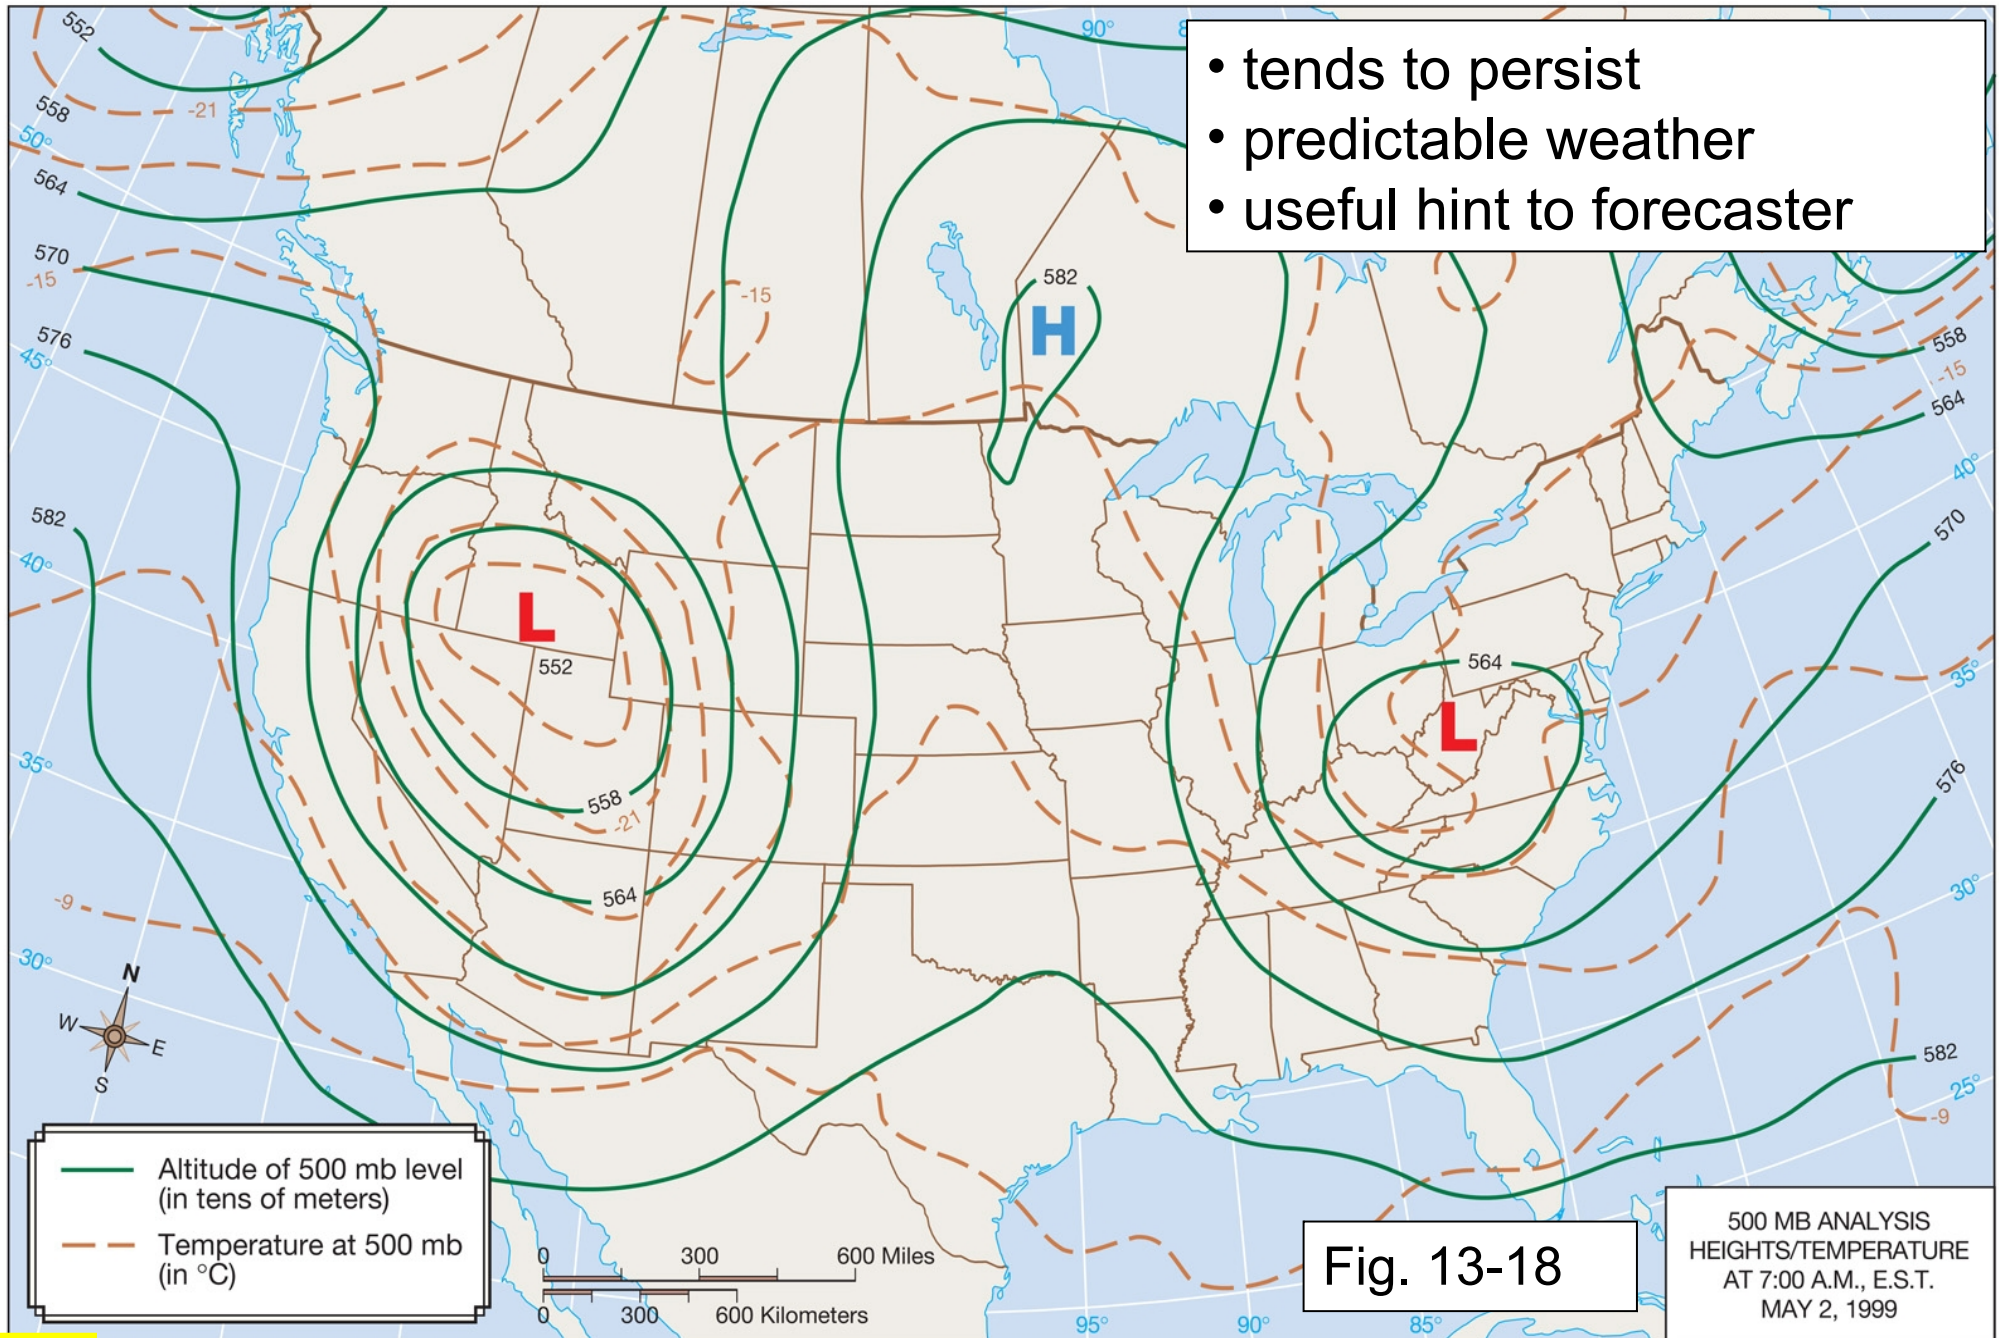 • tends to persist
• predictable weather
• useful hint to forecaster
90°
8
552
558
-21
50°
564
570
-15
576
45°
582
40°
35°
-9
30°
-15
582
H
L
552
558
-21
564
564
L
558
-15
564
40°
570
35°
576
30°
582
25°
-9
N
W
E
S
Altitude of 500 mb level
(in tens of meters)
Temperature at 500 mb
(in °C)
0 300 600 Miles
0 300 600 Kilometers
95°
90°
85°
Fig. 13-18
500 MB ANALYSIS
HEIGHTS/TEMPERATURE
AT 7:00 A.M., E.S.T.
MAY 2, 1999